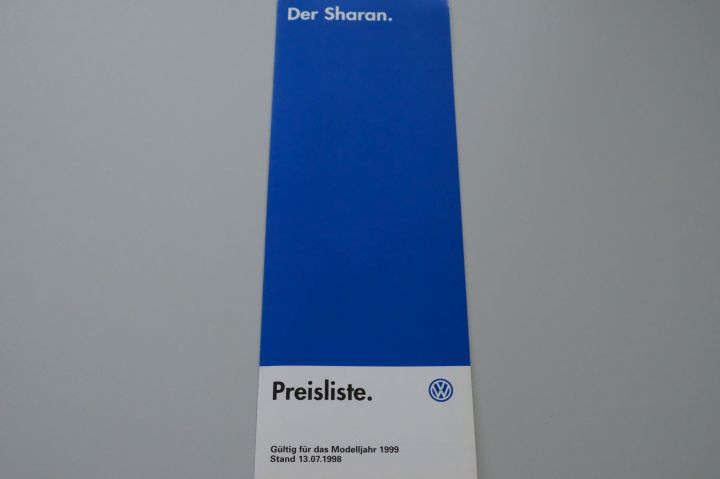 Der Sharan.
Preisliste.
Gültig für das Modelljahr 1999
Stand 13.07.1998